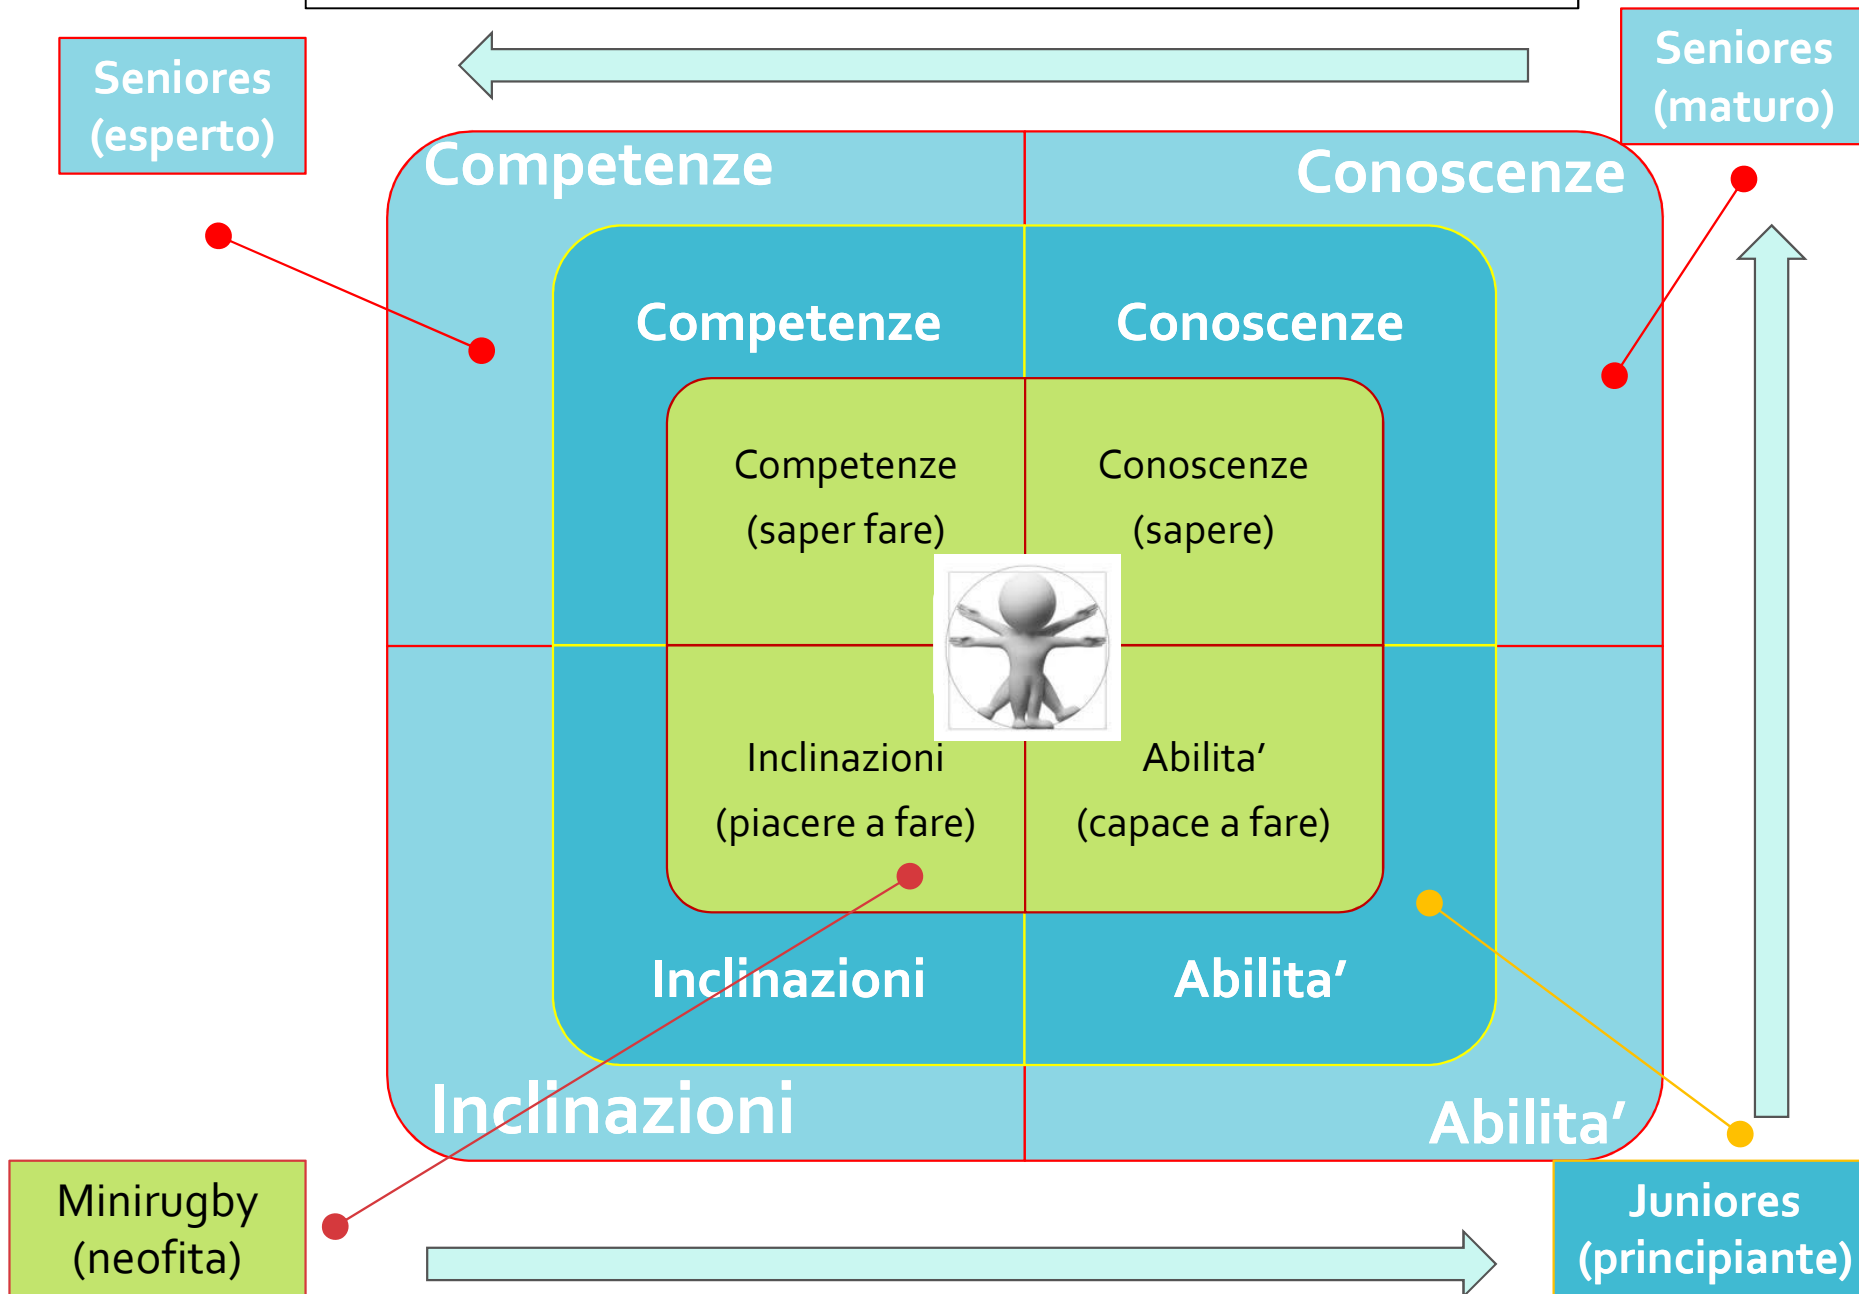 Seniores
(esperto)
Seniores
(maturo)
Competenze
Conoscenze
Competenze
Conoscenze
Competenze
(saper fare)
Conoscenze
(sapere)
Inclinazioni
(piacere a fare)
Abilita’
(capace a fare)
Inclinazioni
Abilita’
Inclinazioni
Abilita’
Minirugby
(neofita)
Juniores
(principiante)